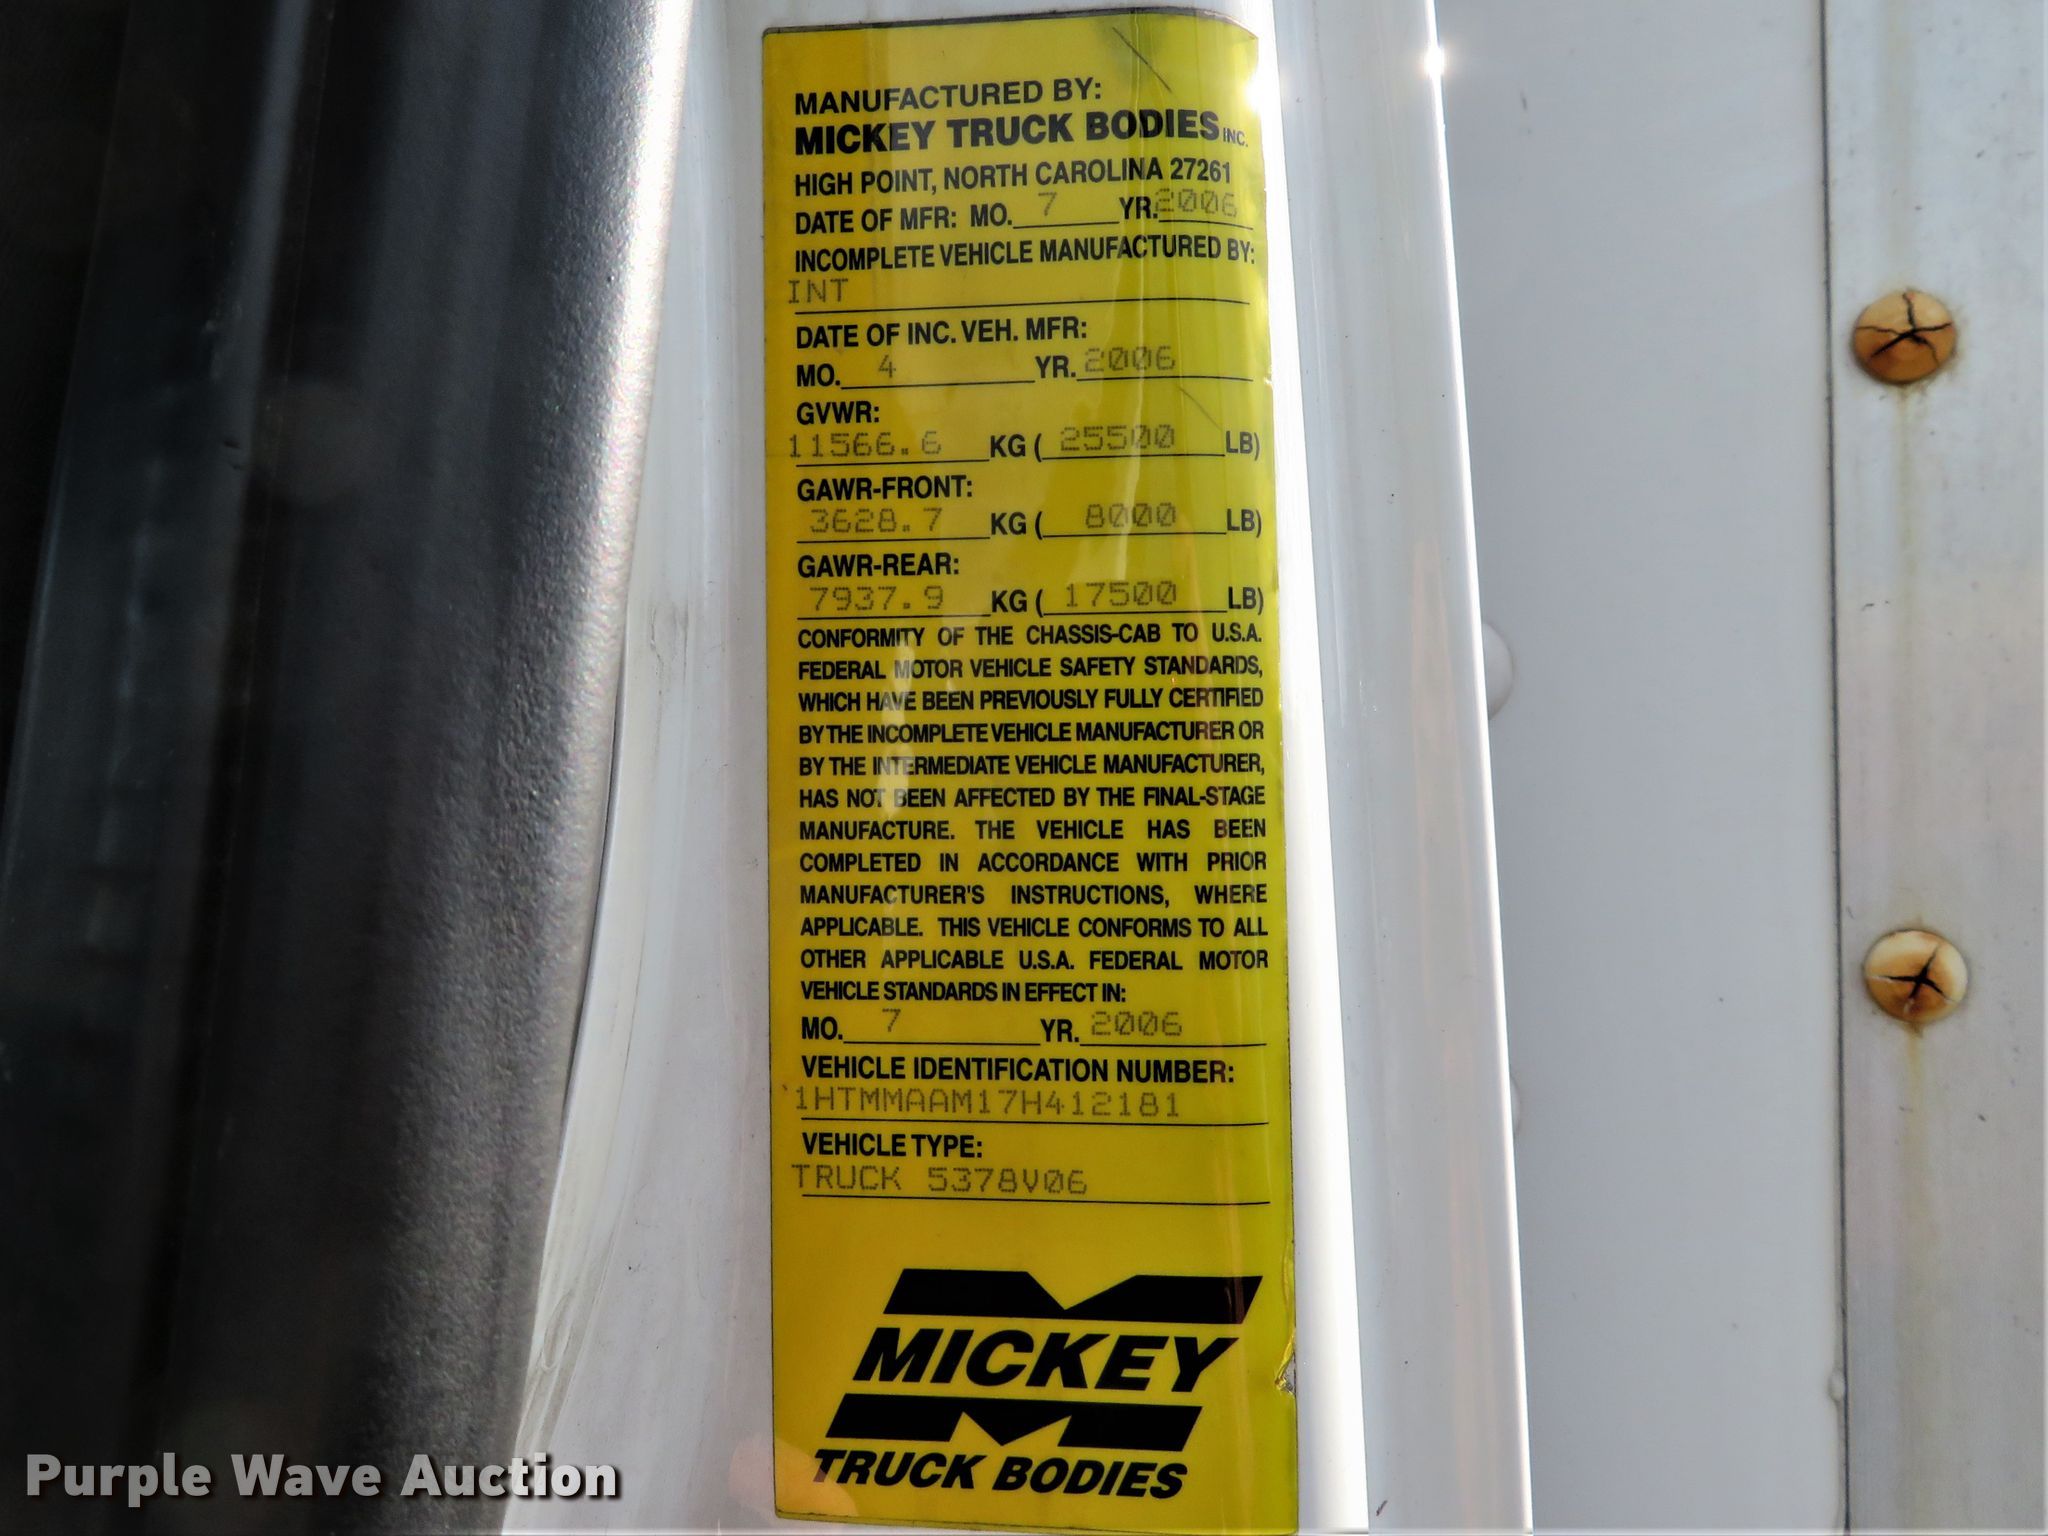 MANUFACTURED BY:
MICKEY TRUCK BODIES INC.
HIGH POINT, NORTH CAROLINA 27261
DATE OF MFR: MO. 7 YR. 2006
INCOMPLETE VEHICLE MANUFACTURED BY:
INT
DATE OF INC. VEH. MFR:
MO. 4 YR. 2006
GVWR:
11566.6 KG ( 25500 LB)
GAWR-FRONT:
3628.7 KG ( 8000 LB)
GAWR-REAR:
7937.9 KG ( 17500 LB)
CONFORMITY OF THE CHASSIS-CAB TO U.S.A.
FEDERAL MOTOR VEHICLE SAFETY STANDARDS,
WHICH HAVE BEEN PREVIOUSLY FULLY CERTIFIED
BY THE INCOMPLETE VEHICLE MANUFACTURER OR
BY THE INTERMEDIATE VEHICLE MANUFACTURER,
HAS NOT BEEN AFFECTED BY THE FINAL-STAGE
MANUFACTURE. THE VEHICLE HAS BEEN
COMPLETED IN ACCORDANCE WITH PRIOR
MANUFACTURER'S INSTRUCTIONS, WHERE
APPLICABLE. THIS VEHICLE CONFORMS TO ALL
OTHER APPLICABLE U.S.A. FEDERAL MOTOR
VEHICLE STANDARDS IN EFFECT IN:
MO. 7 YR. 2006
VEHICLE IDENTIFICATION NUMBER:
1HTMMAAM17H412181
VEHICLE TYPE:
TRUCK 5378V06
MICKEY
TRUCK BODIES
Purple Wave Auction